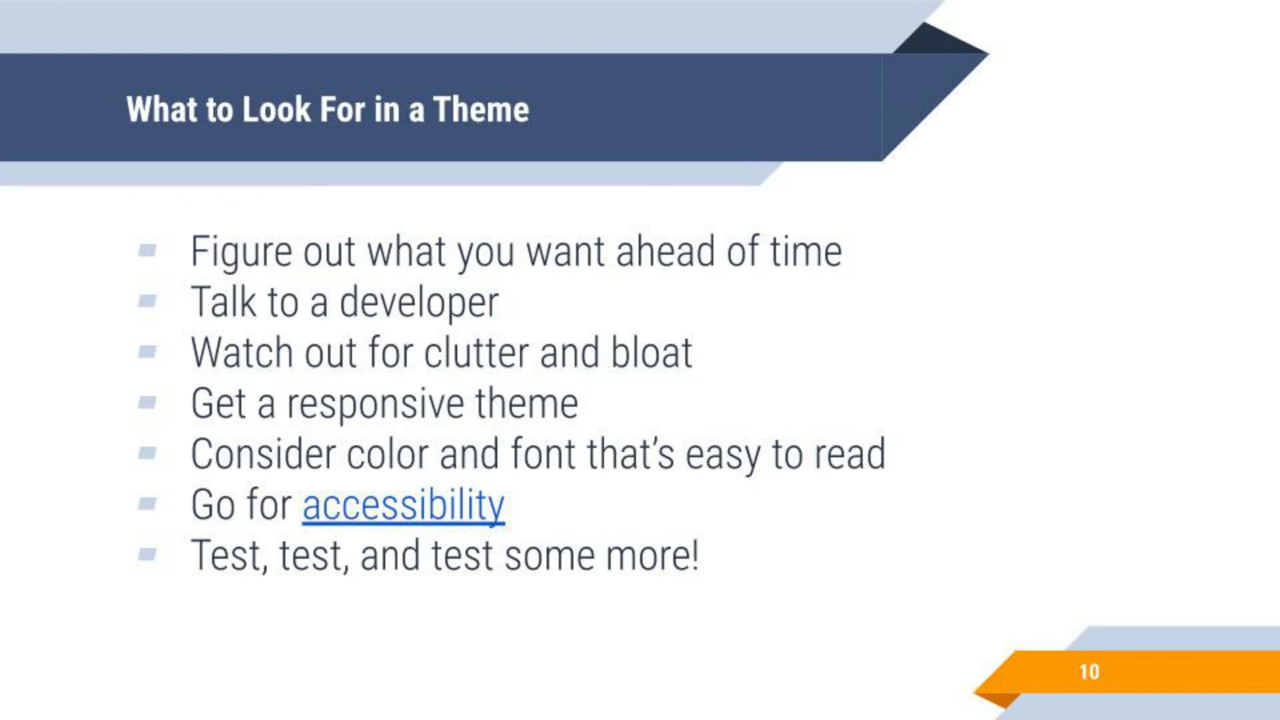 What to Look For in a Theme
Figure out what you want ahead of time
Talk to a developer
Watch out for clutter and bloat
Get a responsive theme
Consider color and font that’s easy to read
Go for accessibility
Test, test, and test some more!
10